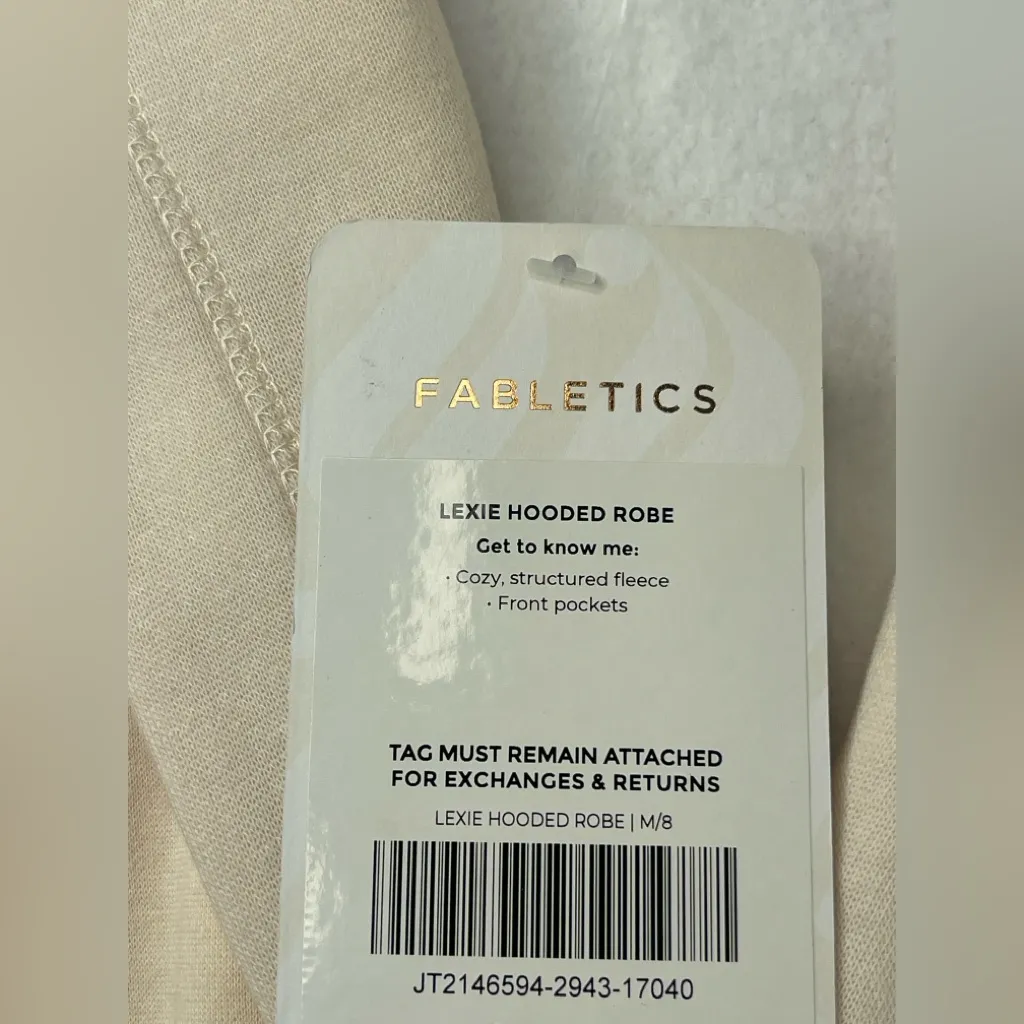 FABLETICS
LEXIE HOODED ROBE
Get to know me:
· Cozy, structured fleece
· Front pockets
TAG MUST REMAIN ATTACHED
FOR EXCHANGES & RETURNS
LEXIE HOODED ROBE | M/8
JT2146594-2943-17040